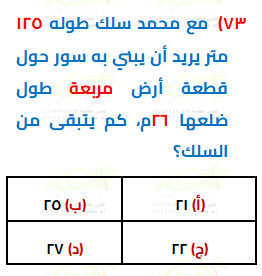 ٧٣) مع محمد سلك طوله ١٢٥
متر يريد أن يبني به سور حول
قطعة أرض مربعة طول
ضلعها ٢٦م، كم يتبقى من
السلك؟
(أ) ٢١ (ب) ٢٥
(ج) ٢٢ (د) ٢٧